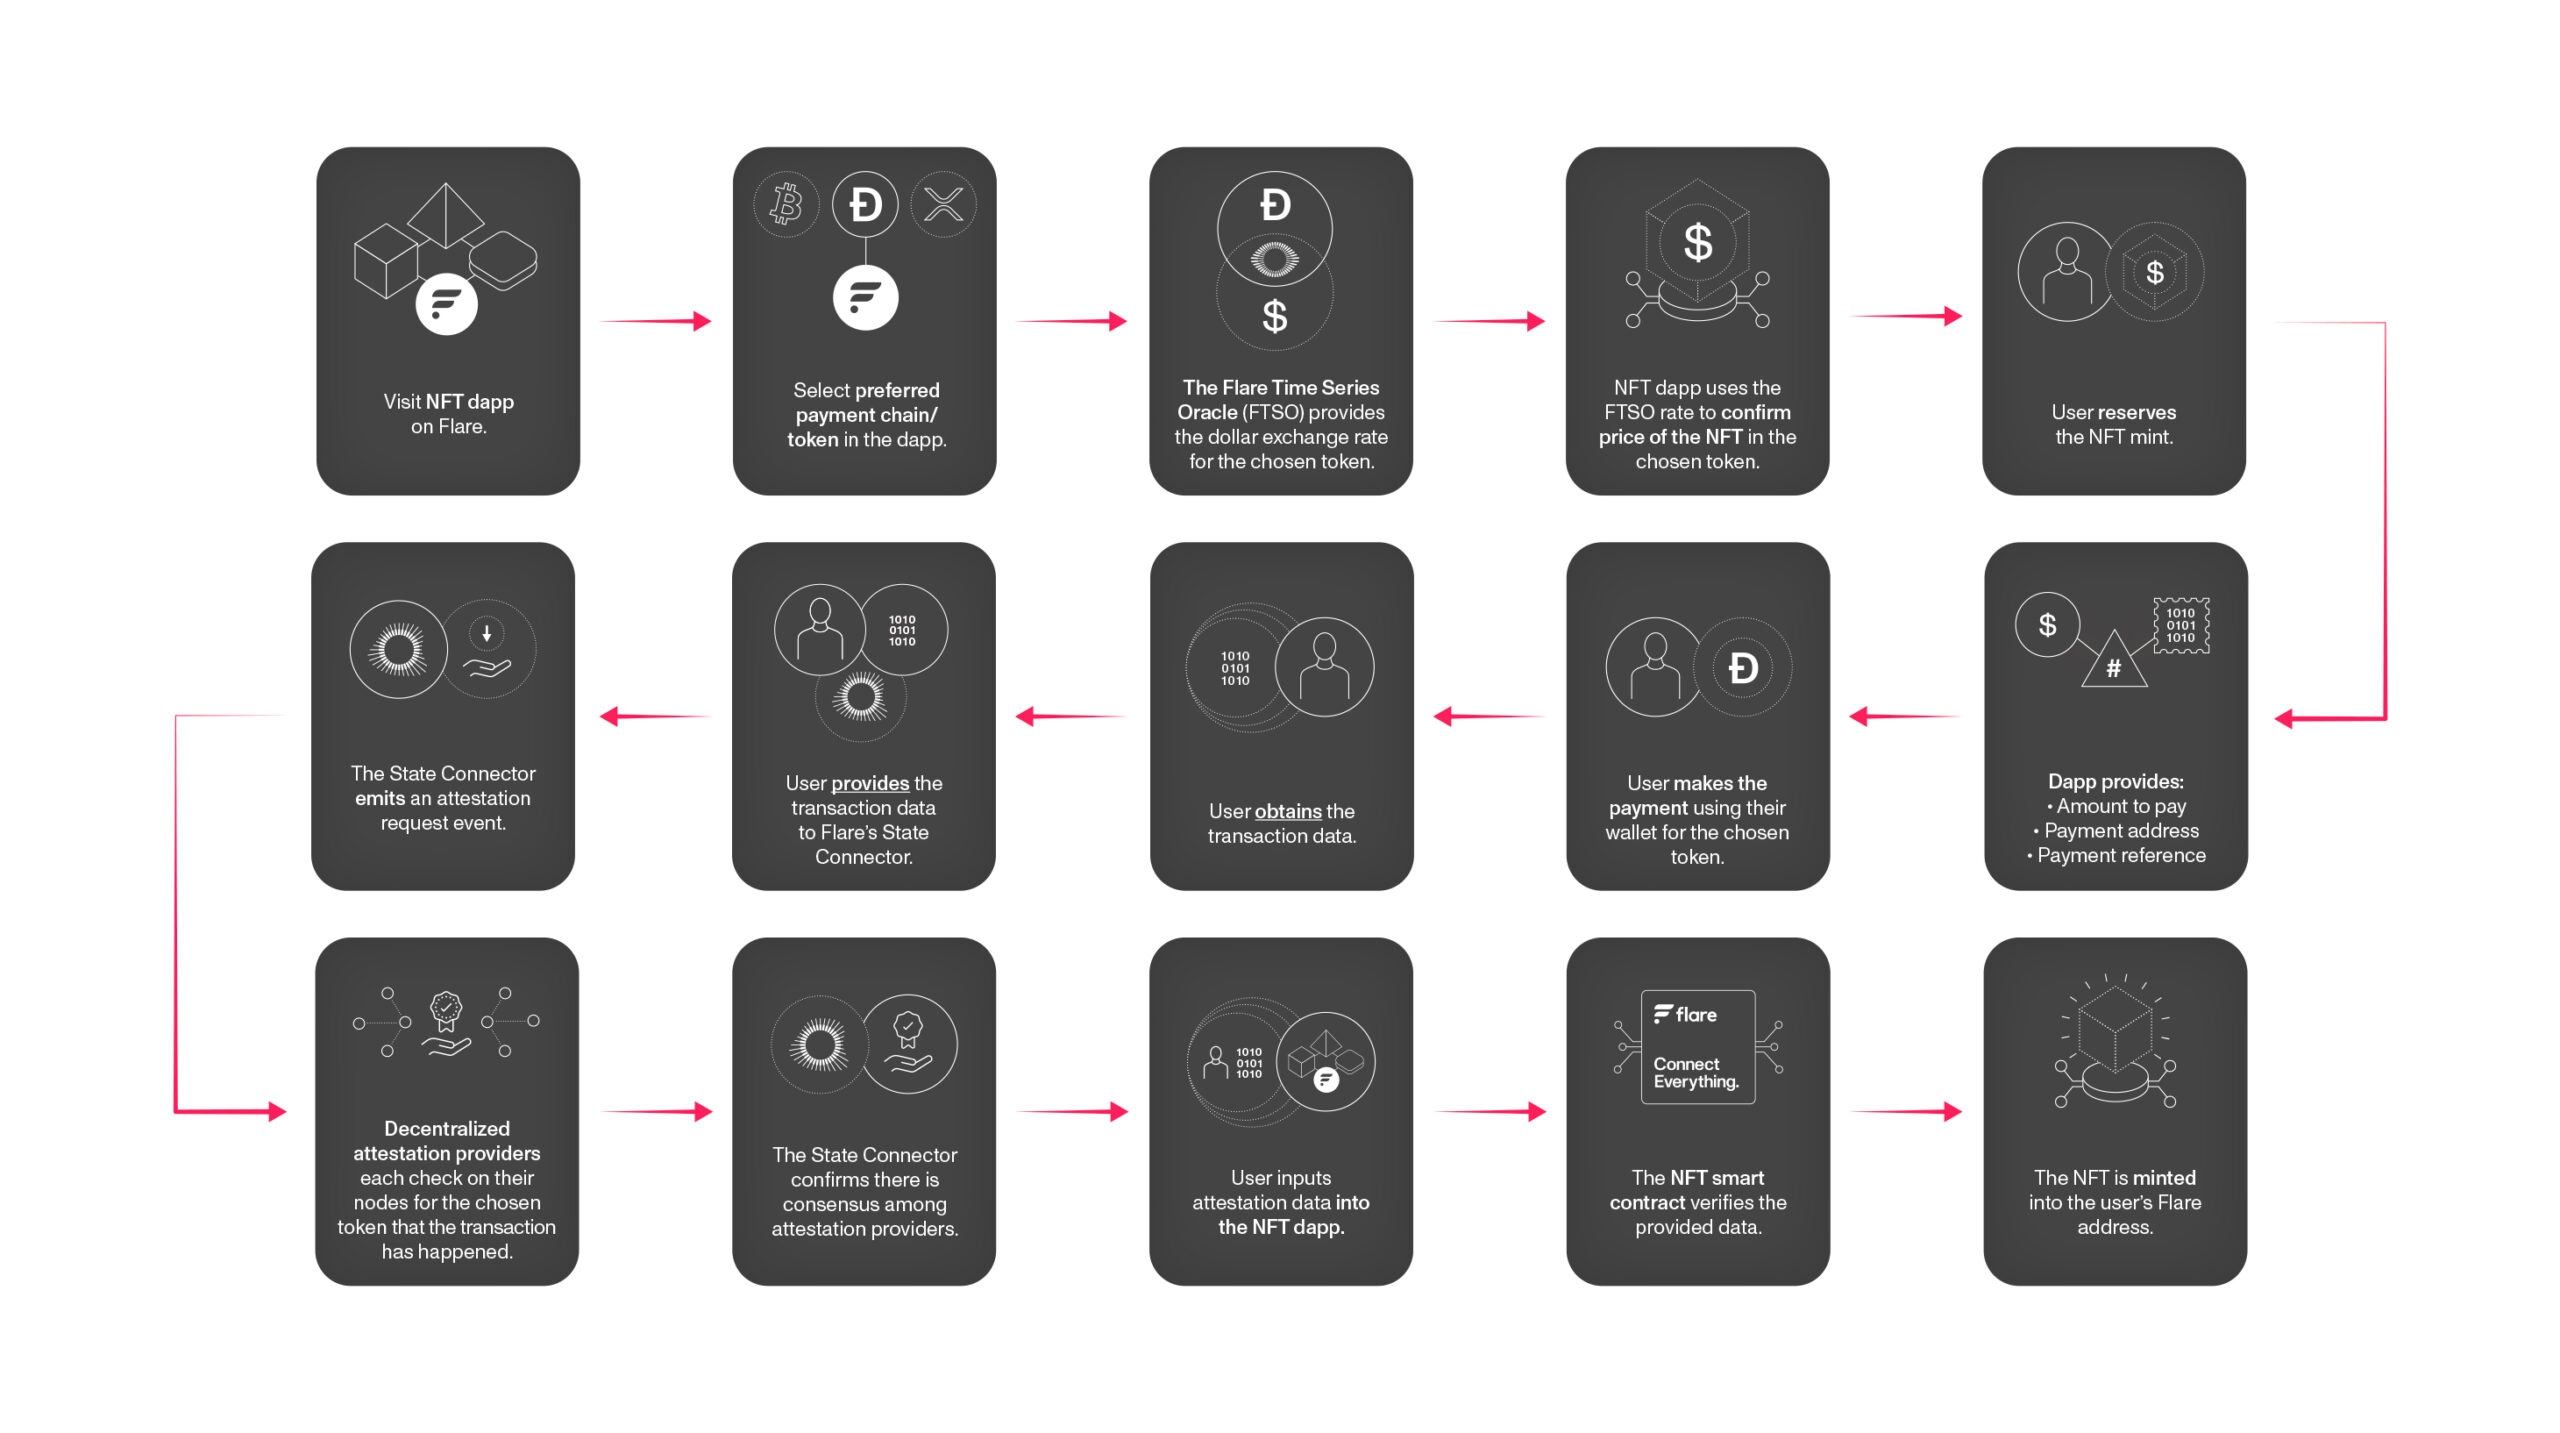 Visit NFT dapp
on Flare.
Đ
Select preferred
payment chain/
token in the dapp.
Đ
$
The Flare Time Series
Oracle (FTSO) provides
the dollar exchange rate
for the chosen token.
$
NFT dapp uses the
FTSO rate to confirm
price of the NFT in the
chosen token.
$
User reserves
the NFT mint.
$
#
1010
0101
1010
Dapp provides:
• Amount to pay
• Payment address
• Payment reference
Đ
User makes the
payment using their
wallet for the chosen
token.
1010
0101
1010
User obtains the
transaction data.
1010
0101
1010
User provides the
transaction data
to Flare’s State
Connector.
The State Connector
emits an attestation
request event.
Decentralized
attestation providers
each check on their
nodes for the chosen
token that the transaction
has happened.
The State Connector
confirms there is
consensus among
attestation providers.
1010
0101
1010
User inputs
attestation data into
the NFT dapp.
flare
Connect
Everything.
The NFT smart
contract verifies the
provided data.
The NFT is minted
into the user’s Flare
address.